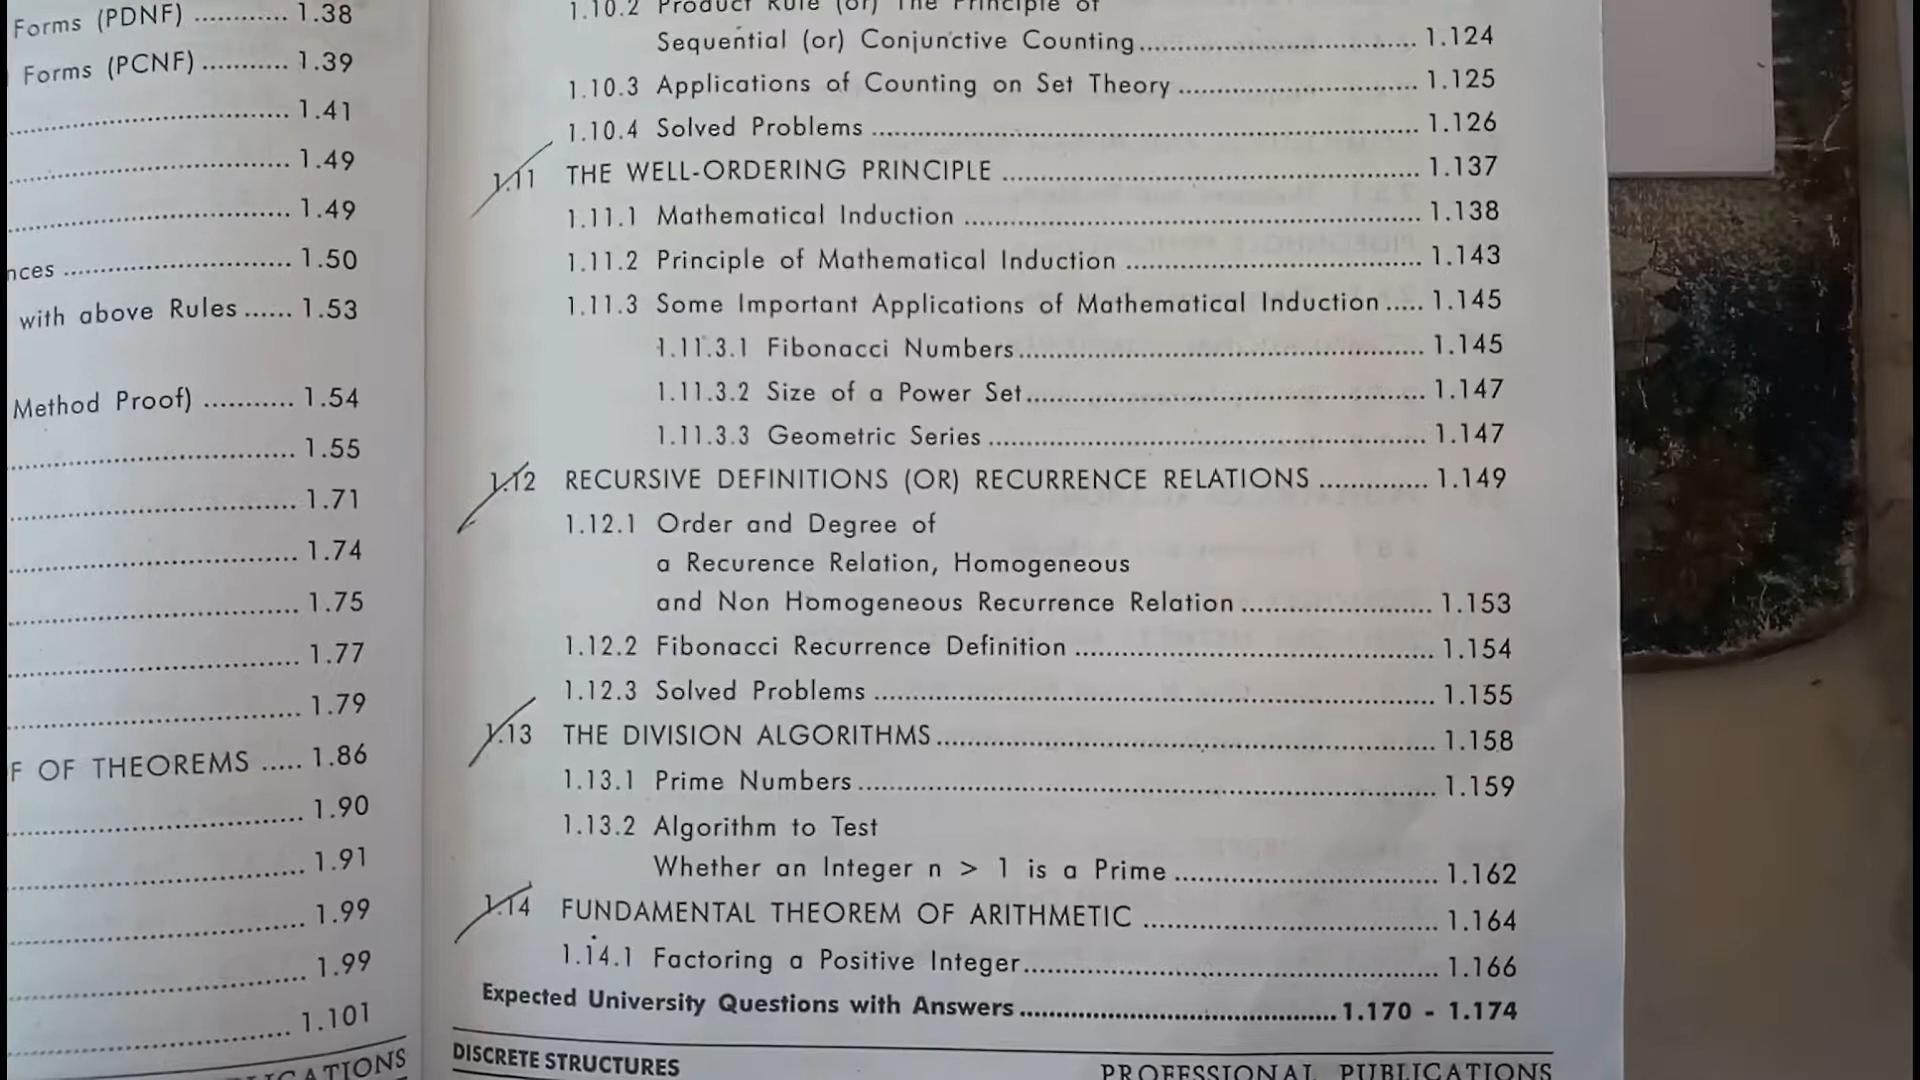 Forms (PDNF) ............ 1.38
Forms (PCNF) ........... 1.39
1.41
1.49
1.49
nces ............................. 1.50
with above Rules ...... 1.53
Method Proof) ........... 1.54
1.55
1.71
1.74
1.75
1.77
1.79
F OF THEOREMS ..... 1.86
1.90
1.91
1.99
1.99
1.101
1.10.2 Product Rule (or) The Principle of
Sequential (or) Conjunctive Counting .................................. 1.124
1.10.3 Applications of Counting on Set Theory ............................. 1.125
1.10.4 Solved Problems .................................................................. 1.126
1.11 THE WELL-ORDERING PRINCIPLE .................................................. 1.137
1.11.1 Mathematical Induction ....................................................... 1.138
1.11.2 Principle of Mathematical Induction ................................... 1.143
1.11.3 Some Important Applications of Mathematical Induction ..... 1.145
1.11.3.1 Fibonacci Numbers .................................................. 1.145
1.11.3.2 Size of a Power Set ................................................. 1.147
1.11.3.3 Geometric Series ..................................................... 1.147
1.12 RECURSIVE DEFINITIONS (OR) RECURRENCE RELATIONS ............. 1.149
1.12.1 Order and Degree of
a Recurence Relation, Homogeneous
and Non Homogeneous Recurrence Relation ....................... 1.153
1.12.2 Fibonacci Recurrence Definition ........................................... 1.154
1.12.3 Solved Problems .................................................................. 1.155
1.13 THE DIVISION ALGORITHMS ........................................................... 1.158
1.13.1 Prime Numbers .................................................................... 1.159
1.13.2 Algorithm to Test
Whether an Integer n > 1 is a Prime ................................. 1.162
1.14 FUNDAMENTAL THEOREM OF ARITHMETIC ................................... 1.164
1.14.1 Factoring a Positive Integer .................................................. 1.166
Expected University Questions with Answers ...................................... 1.170 - 1.174
DISCRETE STRUCTURES
PROFESSIONAL PUBLICATIONS